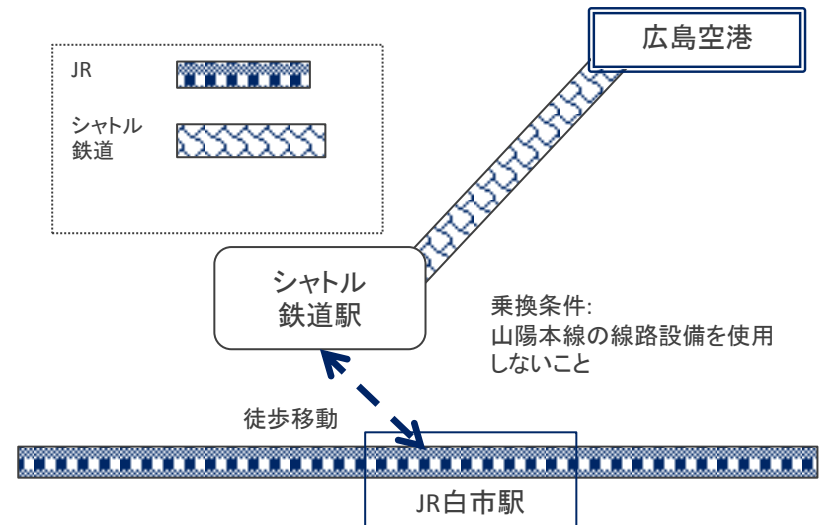 広島空港
JR
シャトル
鉄道
シャトル
鉄道駅
乗換条件:
山陽本線の線路設備を使用
しないこと
徒歩移動
JR白市駅